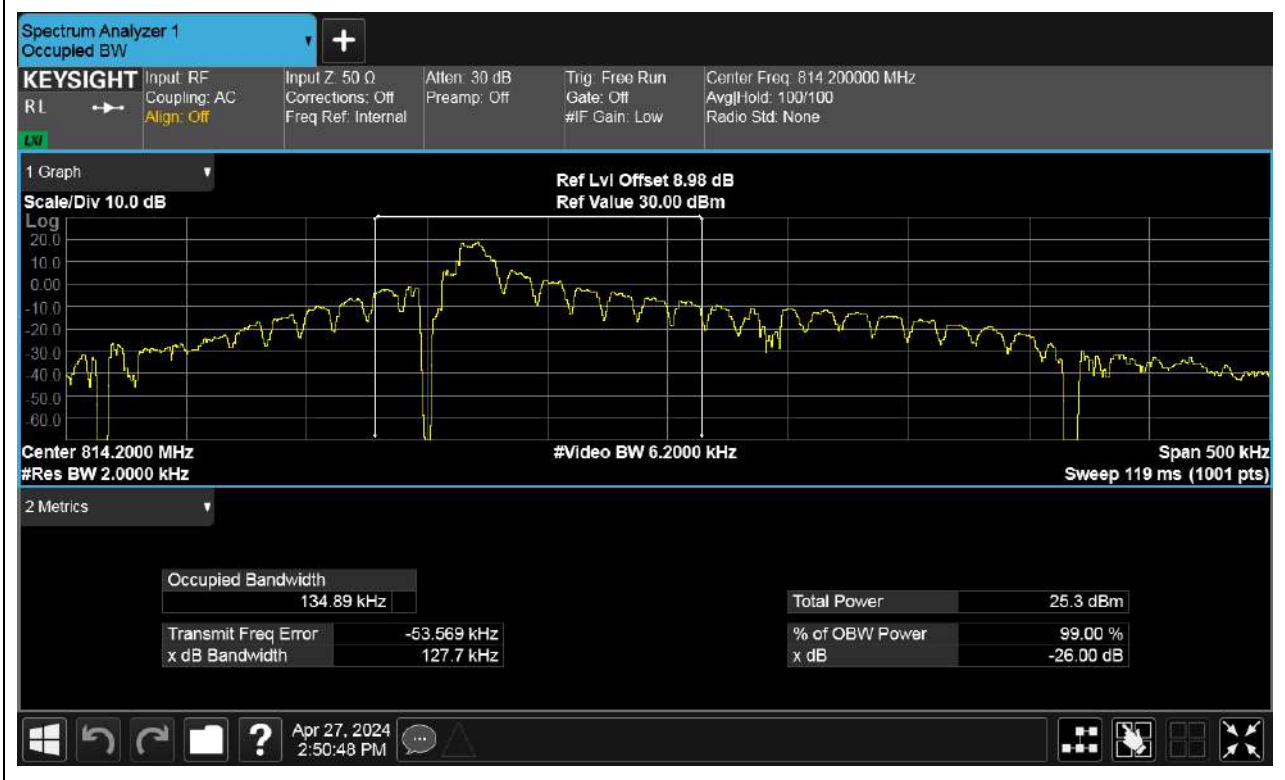 Spectrum Analyzer 1
Occupied BW
+
KEYSIGHT
RL
LXI
Input: RF
Coupling: AC
Align: Off
Input Z: 50 Ω
Corrections: Off
Freq Ref: Internal
Atten: 30 dB
Preamp: Off
Trig: Free Run
Gate: Off
#IF Gain: Low
Center Freq: 814.200000 MHz
Avg|Hold: 100/100
Radio Std: None
1 Graph
Scale/Div 10.0 dB
Ref Lvl Offset 8.98 dB
Ref Value 30.00 dBm
Log
20.0
10.0
0.00
-10.0
-20.0
-30.0
-40.0
-50.0
-60.0
Center 814.2000 MHz
#Res BW 2.0000 kHz
#Video BW 6.2000 kHz
Span 500 kHz
Sweep 119 ms (1001 pts)
2 Metrics
Occupied Bandwidth
134.89 kHz
Transmit Freq Error -53.569 kHz
x dB Bandwidth 127.7 kHz
Total Power 25.3 dBm
% of OBW Power 99.00 %
x dB -26.00 dB
?
Apr 27, 2024
2:50:48 PM